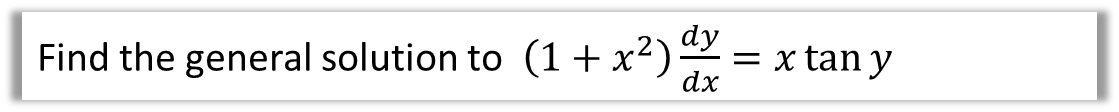 Find the general solution to (1 + x²) dy/dx = x tan y